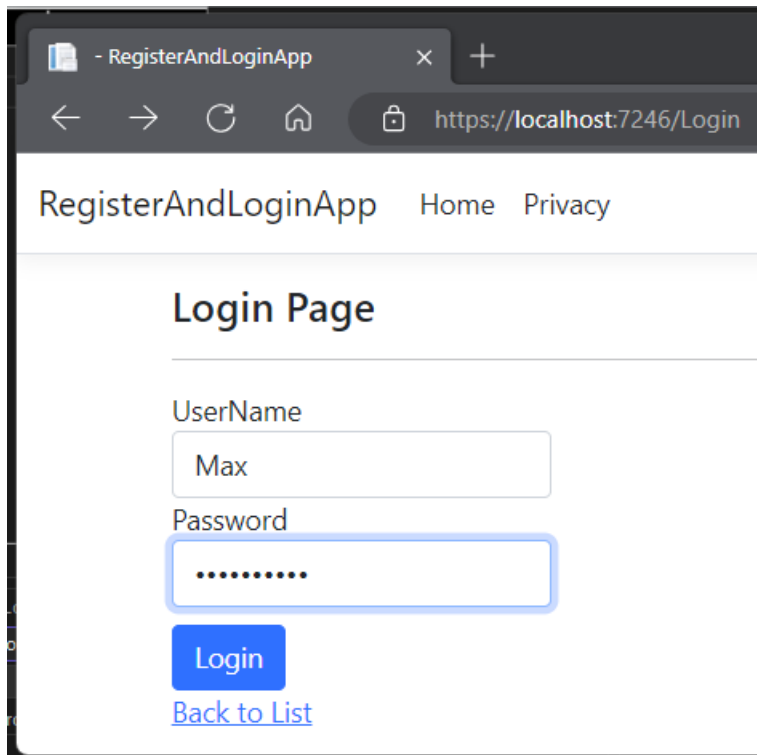 - RegisterAndLoginApp
https://localhost:7246/Login
RegisterAndLoginApp Home Privacy
Login Page
UserName
Max
Password
••••••••••
Login
Back to List